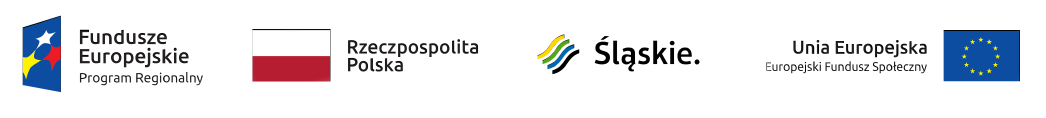 Fundusze
Europejskie
Program Regionalny
Rzeczpospolita
Polska
Śląskie.
Unia Europejska
Europejski Fundusz Społeczny